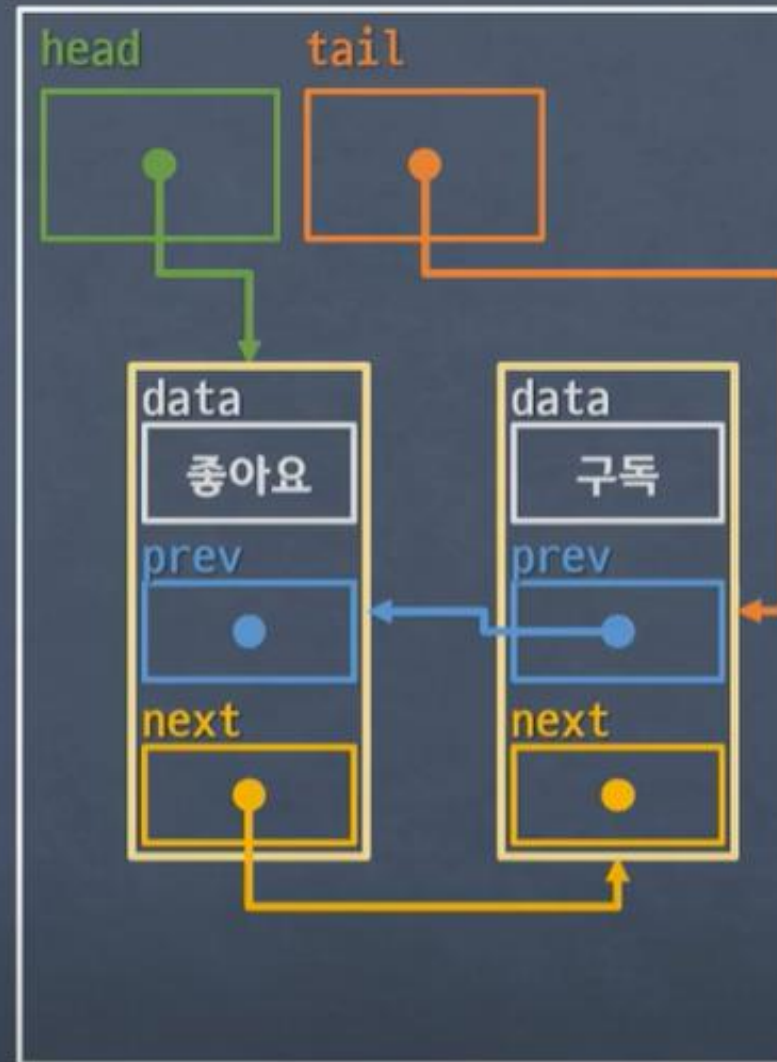 head
tail
data
좋아요
prev
next
data
구독
prev
next